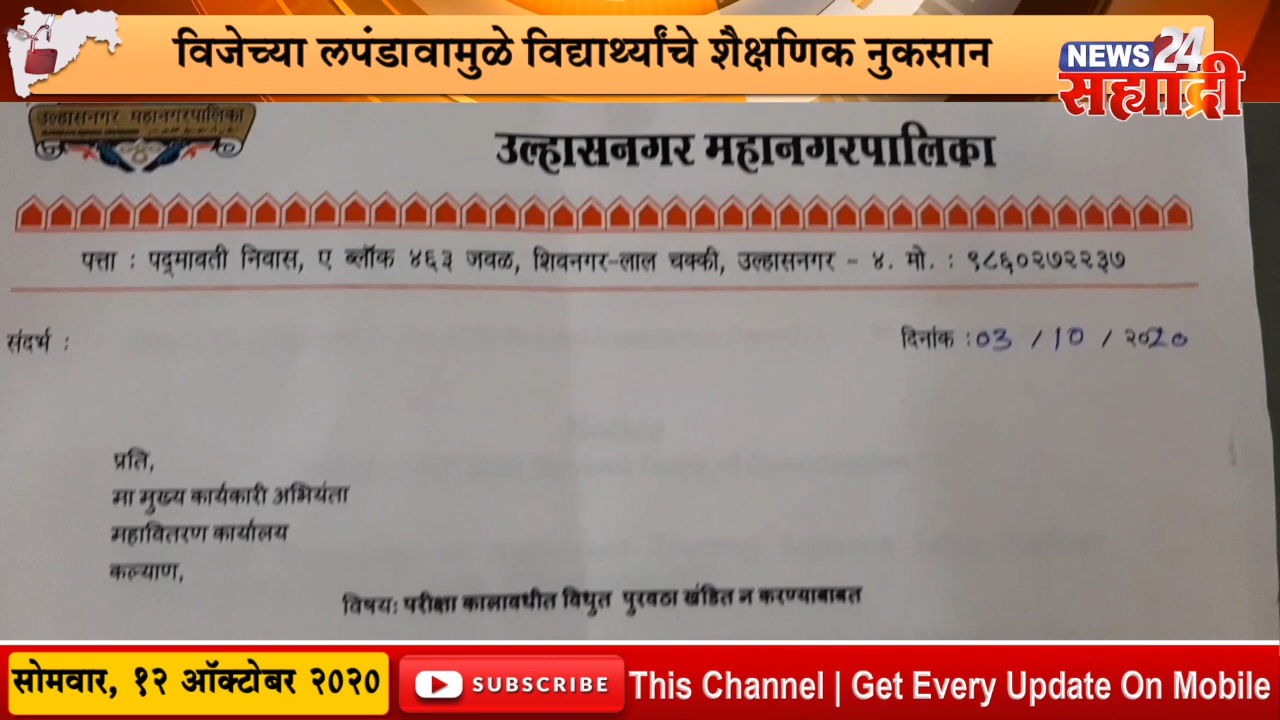 विजेच्या लपंडावामुळे विद्यार्थ्यांचे शैक्षणिक नुकसान
NEWS 24
सह्याद्री
उल्हासनगर महानगरपालिका
उल्हासनगर महानगरपालिका
पत्ता : पद्मावती निवास, ए ब्लॉक ४६३ जवळ, शिवनगर-लाल चक्की, उल्हासनगर - ४. मो. : ९८६०२७२२३७
संदर्भ :
दिनांक : 03 / 10 / २०20
प्रति,
मा मुख्य कार्यकारी अभियंता
महावितरण कार्यालय
कल्याण,
विषय: परीक्षा कालावधीत विधुत पुरवठा खंडित न करण्याबाबत
सोमवार, १२ ऑक्टोबर २०२०
SUBSCRIBE
This Channel | Get Every Update On Mobile